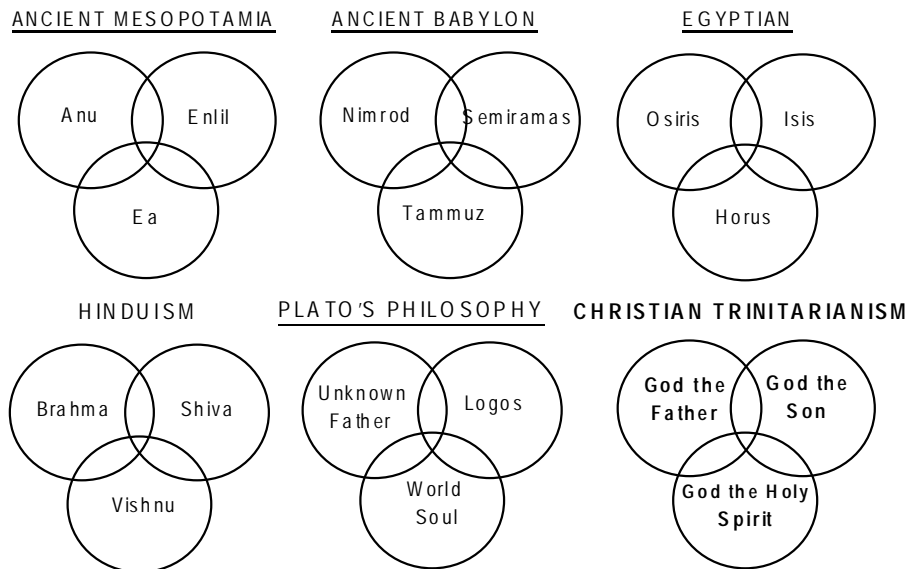 ANCIENT MESOPOTAMIA
Anu
Enlil
Ea
ANCIENT BABYLON
Nimrod
Semiramas
Tammuz
EGYPTIAN
Osiris
Isis
Horus
HINDUISM
Brahma
Shiva
Vishnu
PLATO'S PHILOSOPHY
Unknown
Father
Logos
World
Soul
CHRISTIAN TRINITARIANISM
God the
Father
God the
Son
God the Holy
Spirit